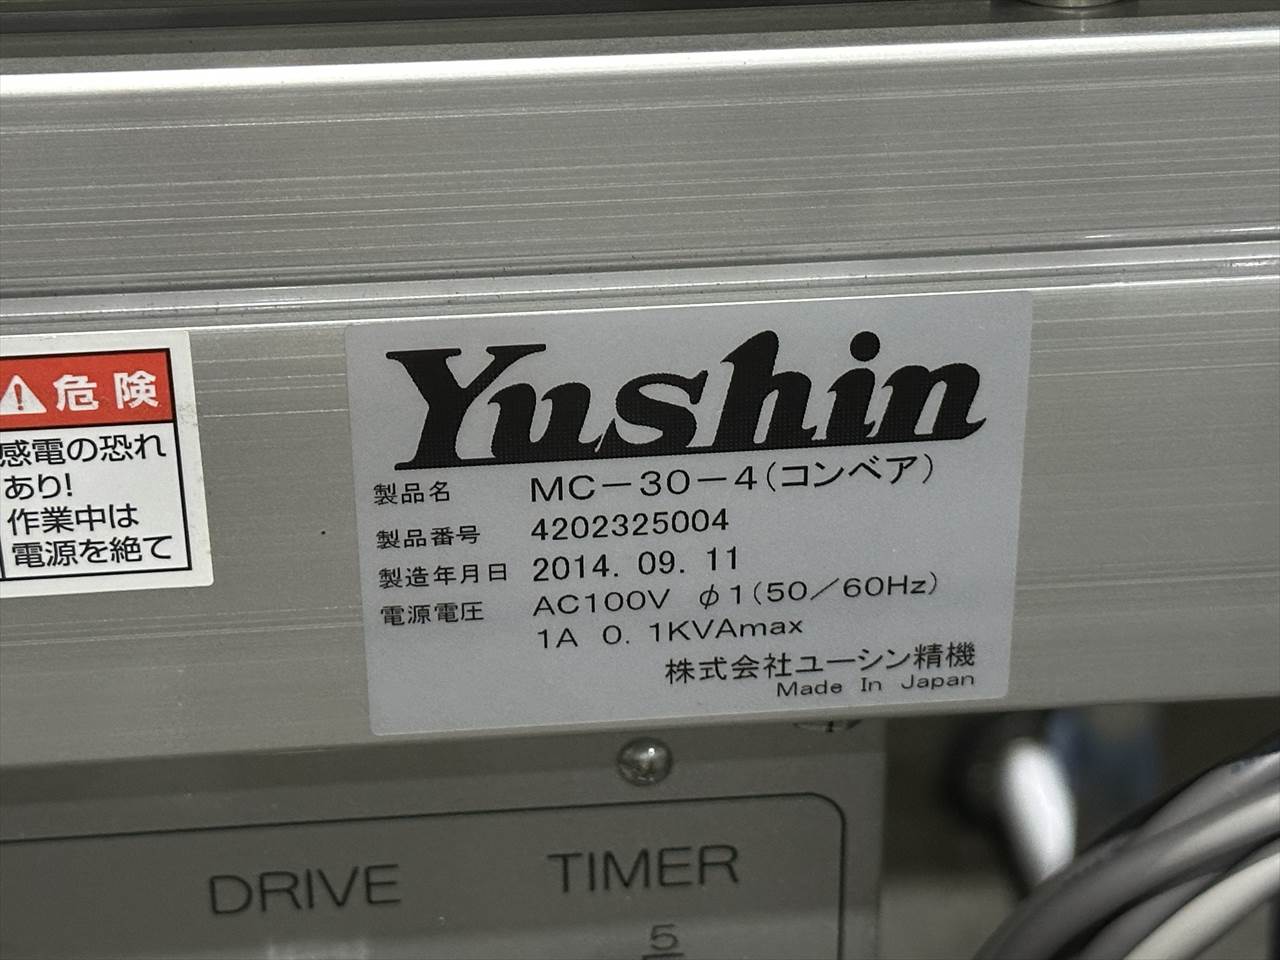 危険
感電の恐れ
あり!
作業中は
電源を絶て
Yushin
製品名 MC-30-4(コンベア)
製品番号 4202325004
製造年月日 2014. 09. 11
電源電圧 AC100V φ1(50/60Hz)
1A 0. 1KVAmax
株式会社ユーシン精機
Made In Japan
DRIVE TIMER
5